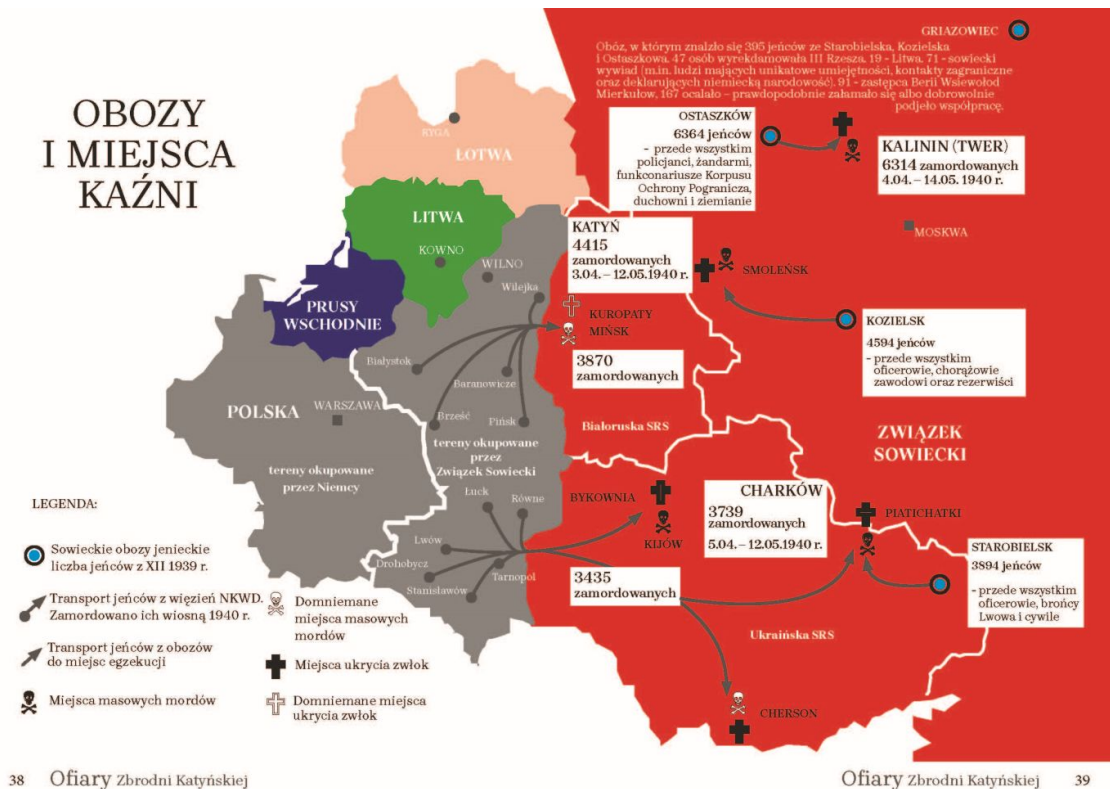 OBOZY
I MIEJSCA
KAŹNI
GRIAZOWIEC
Obóz, w którym znalzło się 395 jeńców ze Starobielska, Kozielska
i Ostaszkowa. 47 osób wyrekdamowała III Rzesza. 19 - Litwa. 71 - sowiecki
wywiad (m.in. ludzi mających unikatowe umiejętności, kontakty zagraniczne
oraz deklarujących niemiecką narodowość). 91 - zastępca Berii Wsiewołod
Mierkułow, 167 ocalało – prawdopodobnie załamało się albo dobrowolnie
podjeło współpracę.
OSTASZKÓW
6364 jeńców
- przede wszystkim
policjanci, żandarmi,
funkconariusze Korpusu
Ochrony Pogranicza,
duchowni i ziemianie
KALININ (TWER)
6314 zamordowanych
4.04. – 14.05. 1940 r.
RYGA
ŁOTWA
LITWA
KOWNO
WILNO
Wilejka
KATYŃ
4415
zamordowanych
3.04. – 12.05.1940 r.
MOSKWA
SMOLEŃSK
PRUSY
WSCHODNIE
KUROPATY
MIŃSK
3870
zamordowanych
KOZIELSK
4594 jeńców
- przede wszystkim
oficerowie, chorążowie
zawodowi oraz rezerwiści
Białystok
Baranowicze
Brześć
Pińsk
POLSKA
WARSZAWA
Białoruska SRS
ZWIĄZEK
SOWIECKI
tereny okupowane
przez
Związek Sowiecki
tereny okupowane
przez Niemcy
Łuck
Równe
Lwów
Drohobycz
Stanisławów
Tarnopol
BYKOWNIA
KIJÓW
CHARKÓW
3739
zamordowanych
5.04. – 12.05.1940 r.
PIATICHATKI
STAROBIELSK
3894 jeńców
- przede wszystkim
oficerowie, brońcy
Lwowa i cywile
3435
zamordowanych
Ukraińska SRS
CHERSON
LEGENDA:
Sowieckie obozy jenieckie
liczba jeńców z XII 1939 r.
Transport jeńców z więzień NKWD.
Zamordowano ich wiosną 1940 r.
Transport jeńców z obozów
do miejsc egzekucji
Miejsca masowych mordów
Domniemane
miejsca masowych
mordów
Miejsca ukrycia zwłok
Domniemane miejsca
ukrycia zwłok
38 Ofiary Zbrodni Katyńskiej
Ofiary Zbrodni Katyńskiej 39